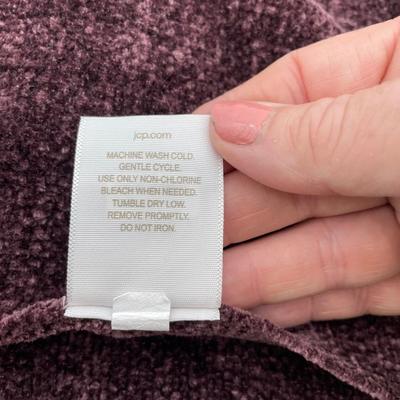 jcp.com
MACHINE WASH COLD.
GENTLE CYCLE.
USE ONLY NON-CHLORINE
BLEACH WHEN NEEDED.
TUMBLE DRY LOW.
REMOVE PROMPTLY.
DO NOT IRON.